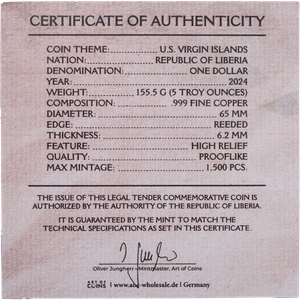 CERTIFICATE OF AUTHENTICITY
COIN THEME: U.S. VIRGIN ISLANDS
NATION: REPUBLIC OF LIBERIA
DENOMINATION: ONE DOLLAR
YEAR: 2024
WEIGHT: 155.5 G (5 TROY OUNCES)
COMPOSITION: .999 FINE COPPER
DIAMETER: 65 MM
EDGE: REEDED
THICKNESS: 6.2 MM
FEATURE: HIGH RELIEF
QUALITY: PROOFLIKE
MAX MINTAGE: 1,500 PCS.
THE ISSUE OF THIS LEGAL TENDER COMMEMORATIVE COIN IS
AUTHORIZED BY THE AUTHORITY OF THE REPUBLIC OF LIBERIA.
IT IS GUARANTEED BY THE MINT TO MATCH THE
TECHNICAL SPECIFICATIONS AS SET IN THIS CERTIFICATE.
Oliver Jungherr - Mintmaster, Art of Coins
ART OF
COINS
www.aoc-wholesale.de | Germany